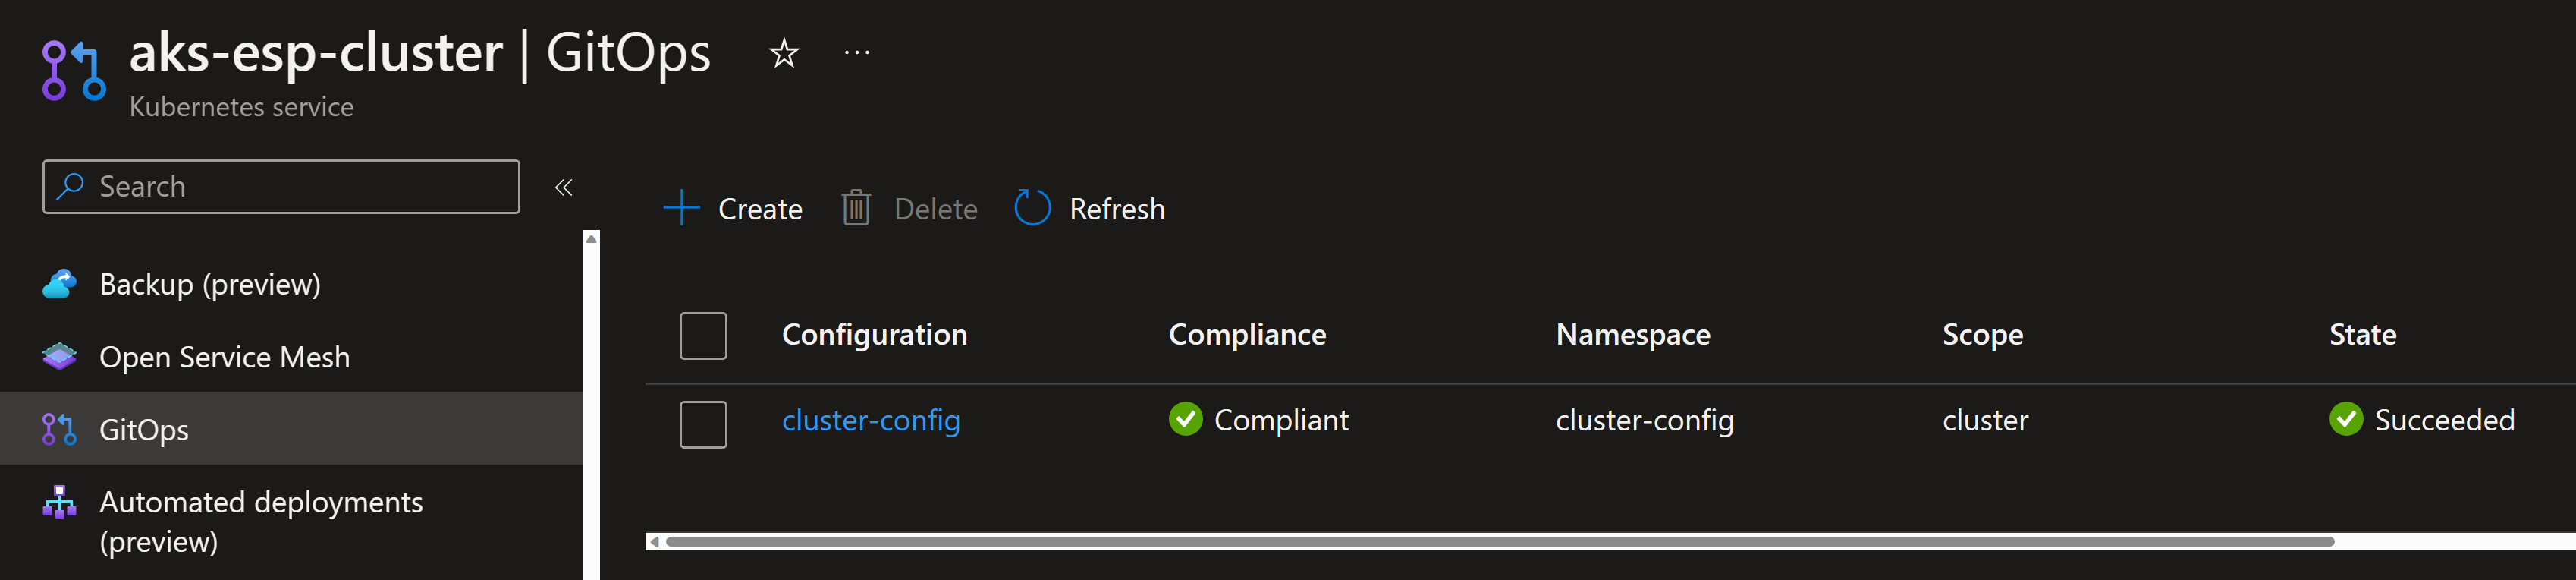 aks-esp-cluster | GitOps
Kubernetes service
Search
Backup (preview)
Open Service Mesh
GitOps
Automated deployments
(preview)
Create Delete Refresh
Configuration Compliance Namespace Scope State
cluster-config Compliant cluster-config cluster Succeeded